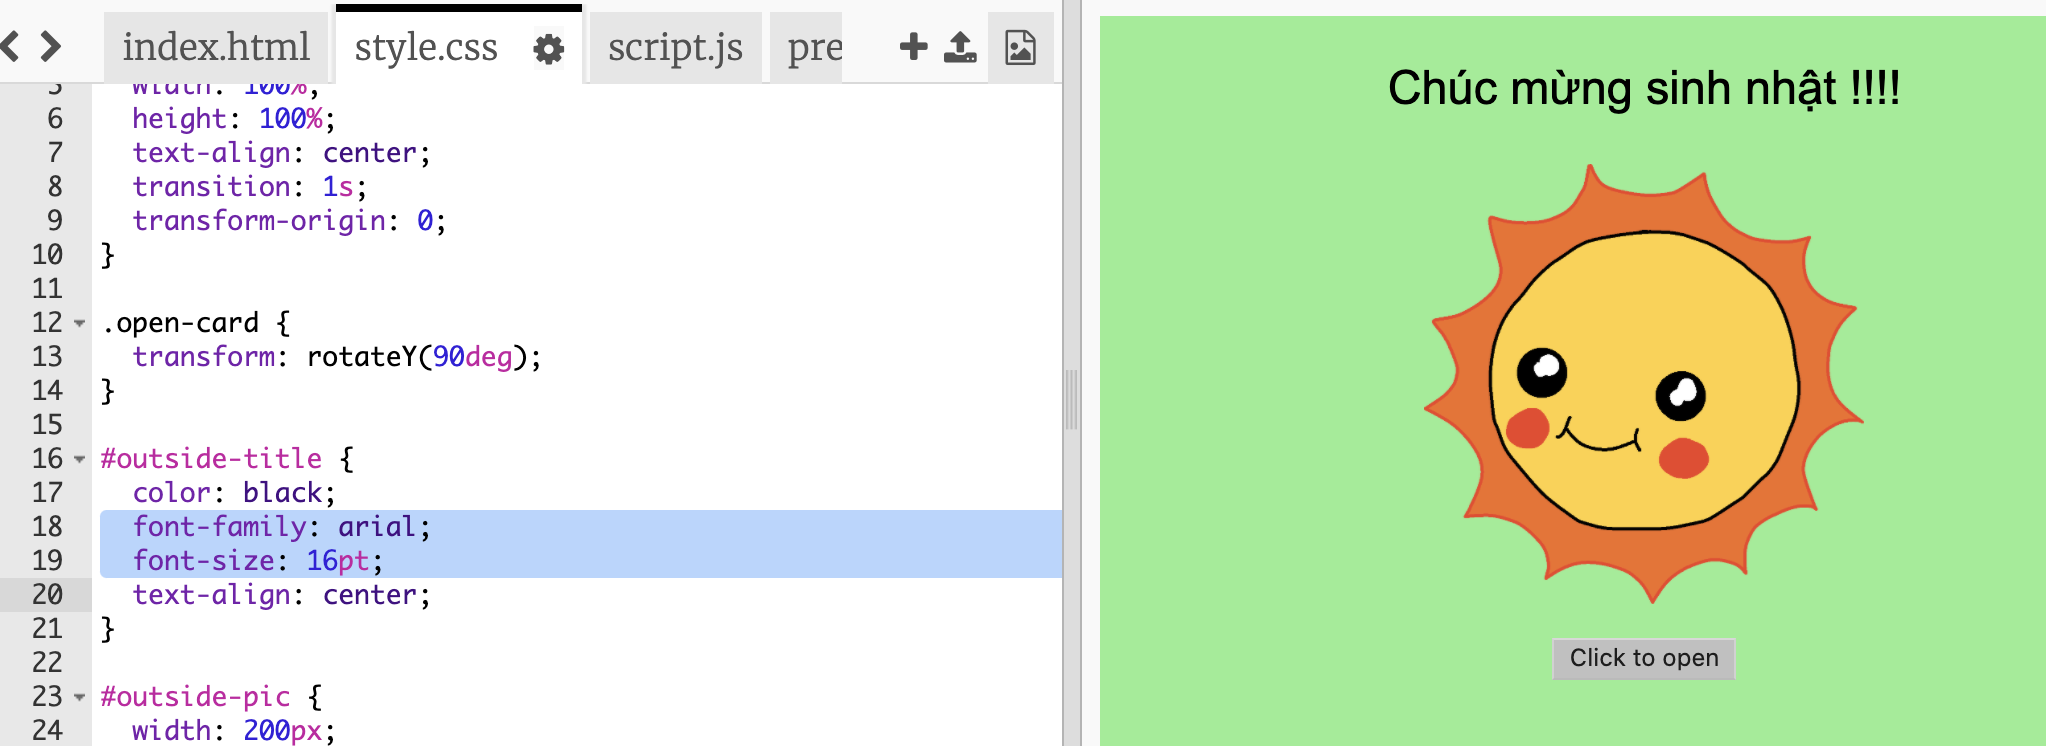 index.html
style.css
script.js
pre
5 width: 100%;
6 height: 100%;
7 text-align: center;
8 transition: 1s;
9 transform-origin: 0;
10 }
11
12 .open-card {
13 transform: rotateY(90deg);
14 }
15
16 #outside-title {
17 color: black;
18 font-family: arial;
19 font-size: 16pt;
20 text-align: center;
21 }
22
23 #outside-pic {
24 width: 200px;
Chúc mừng sinh nhật !!!!
Click to open